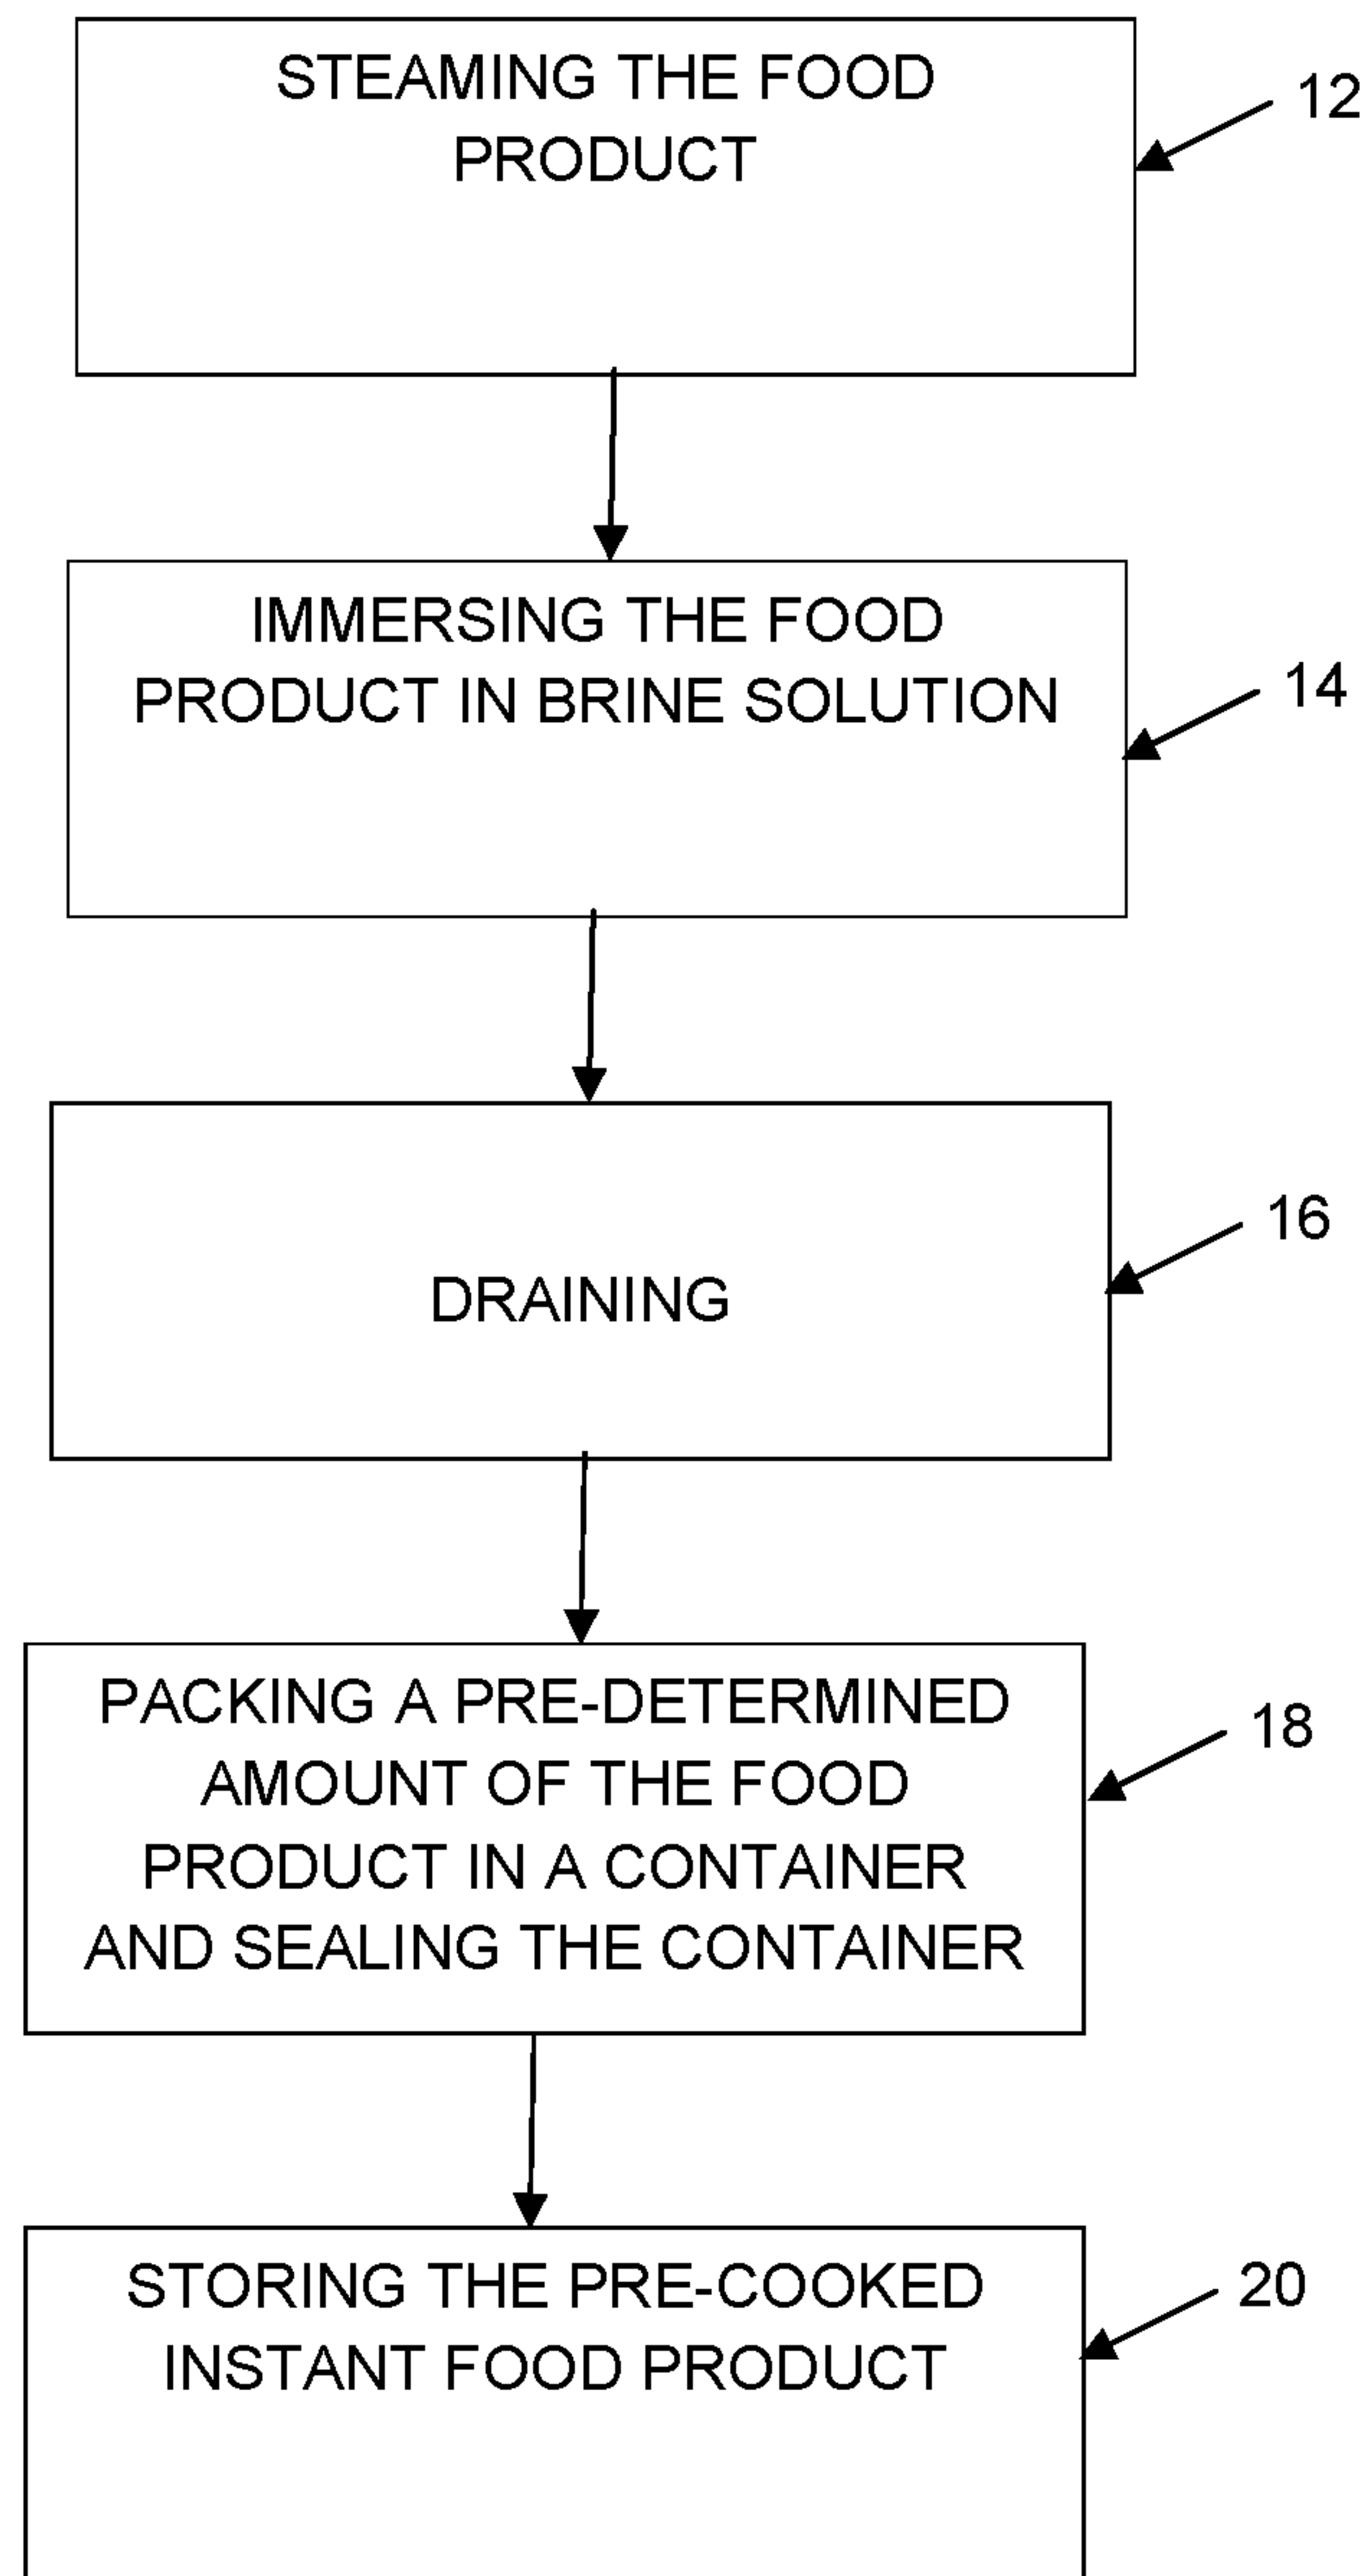 STEAMING THE FOOD
PRODUCT
12
IMMERSING THE FOOD
PRODUCT IN BRINE SOLUTION
14
DRAINING
16
PACKING A PRE-DETERMINED
AMOUNT OF THE FOOD
PRODUCT IN A CONTAINER
AND SEALING THE CONTAINER
18
STORING THE PRE-COOKED
INSTANT FOOD PRODUCT
20